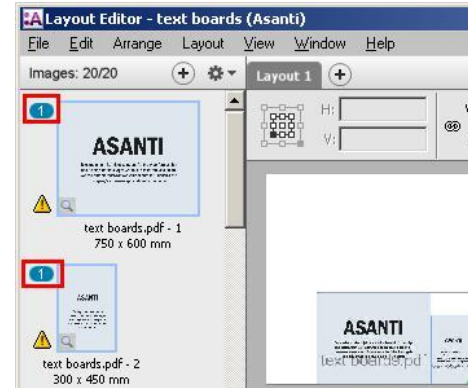 :A Layout Editor - text boards (Asanti)
File Edit Arrange Layout View Window Help
Images: 20/20
Layout 1
H:
V:
1
ASANTI
text boards.pdf - 1
750 x 600 mm
1
ASANTI
text boards.pdf - 2
300 x 450 mm
ASANTI
text boards.pd